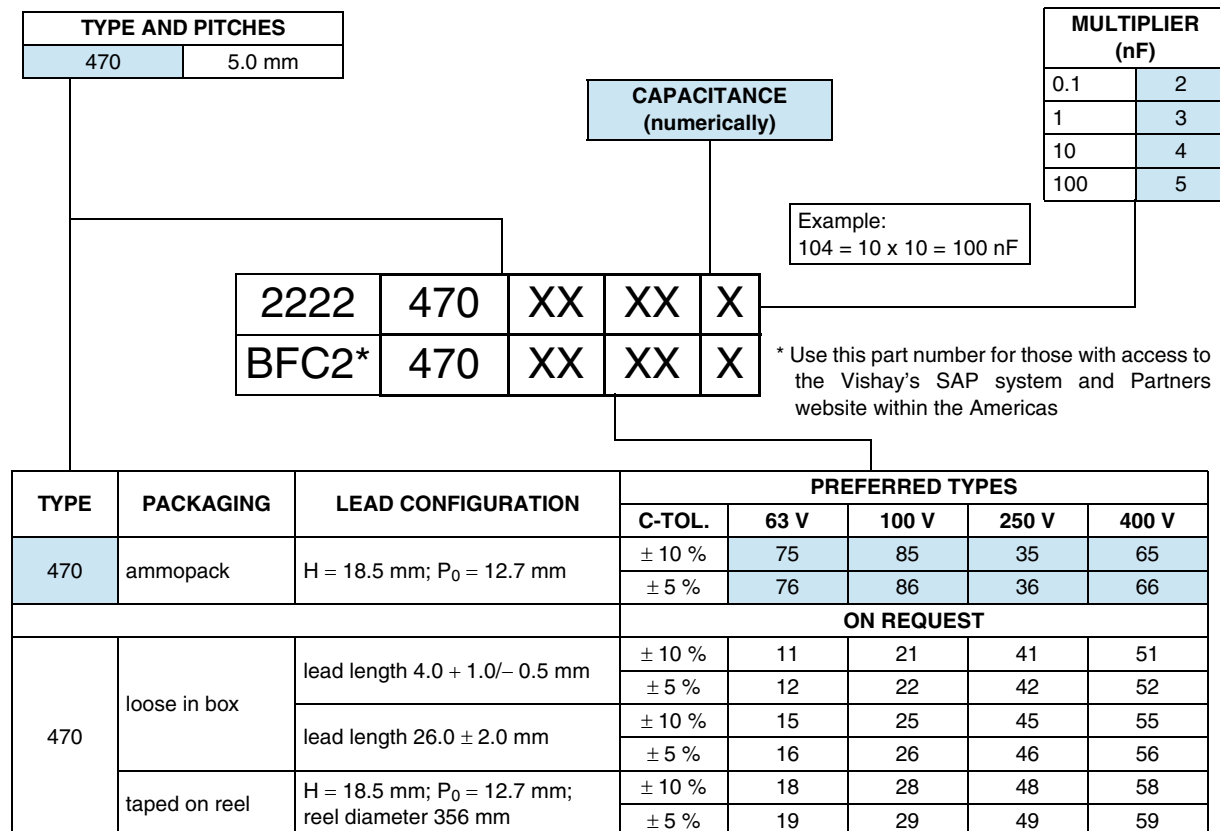 TYPE AND PITCHES
470 5.0 mm
MULTIPLIER
(nF)
0.1 2
1 3
10 4
100 5
CAPACITANCE
(numerically)
Example:
104 = 10 x 10 = 100 nF
2222 470 XX XX X
BFC2* 470 XX XX X
* Use this part number for those with access to
the Vishay's SAP system and Partners
website within the Americas
TYPE PACKAGING LEAD CONFIGURATION PREFERRED TYPES
C-TOL. 63 V 100 V 250 V 400 V
470 ammopack H = 18.5 mm; P0 = 12.7 mm ± 10 % 75 85 35 65
± 5 % 76 86 36 66
ON REQUEST
470 loose in box lead length 4.0 + 1.0/− 0.5 mm ± 10 % 11 21 41 51
± 5 % 12 22 42 52
lead length 26.0 ± 2.0 mm ± 10 % 15 25 45 55
± 5 % 16 26 46 56
taped on reel H = 18.5 mm; P0 = 12.7 mm; ± 10 % 18 28 48 58
reel diameter 356 mm ± 5 % 19 29 49 59